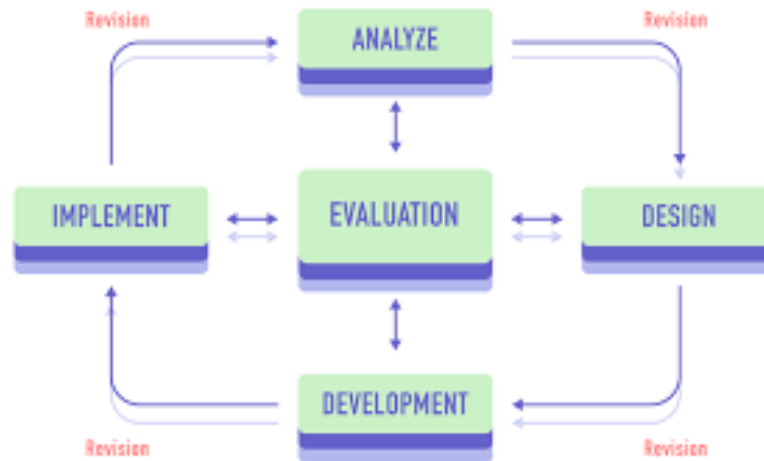 Revision
Revision
ANALYZE
IMPLEMENT
EVALUATION
DESIGN
DEVELOPMENT
Revision
Revision